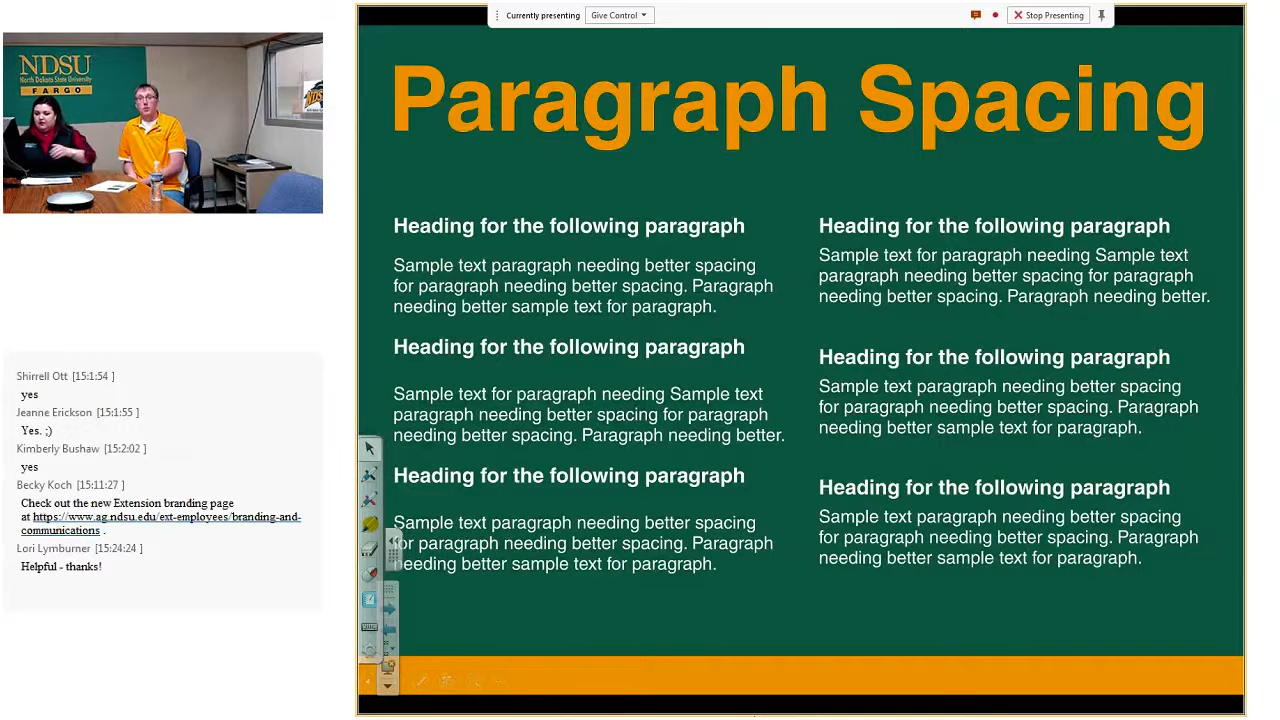 Currently presenting
Give Control
Stop Presenting
NDSU
North Dakota State University
FARGO
Paragraph Spacing
Heading for the following paragraph
Sample text paragraph needing better spacing
for paragraph needing better spacing. Paragraph
needing better sample text for paragraph.
Heading for the following paragraph
Sample text for paragraph needing Sample text
paragraph needing better spacing for paragraph
needing better spacing. Paragraph needing better.
Heading for the following paragraph
Sample text paragraph needing better spacing
for paragraph needing better spacing. Paragraph
needing better sample text for paragraph.
Heading for the following paragraph
Sample text for paragraph needing Sample text
paragraph needing better spacing for paragraph
needing better spacing. Paragraph needing better.
Heading for the following paragraph
Sample text paragraph needing better spacing
for paragraph needing better spacing. Paragraph
needing better sample text for paragraph.
Heading for the following paragraph
Sample text paragraph needing better spacing
for paragraph needing better spacing. Paragraph
needing better sample text for paragraph.
Shirrell Ott [15:1:54 ]
yes
Jeanne Erickson [15:1:55 ]
Yes. ;)
Kimberly Bushaw [15:2:02 ]
yes
Becky Koch [15:11:27 ]
Check out the new Extension branding page
at https://www.ag.ndsu.edu/ext-employees/branding-and-
communications .
Lori Lymburner [15:24:24 ]
Helpful - thanks!